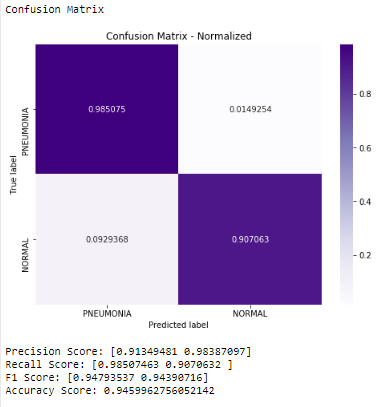 Confusion Matrix
Confusion Matrix - Normalized
PNEUMONIA
0.985075
0.0149254
0.8
0.6
True label
0.4
NORMAL
0.0929368
0.907063
0.2
PNEUMONIA
NORMAL
Predicted label
Precision Score: [0.91349481 0.98387097]
Recall Score: [0.98507463 0.9070632 ]
F1 Score: [0.94793537 0.94390716]
Accuracy Score: 0.9459962756052142